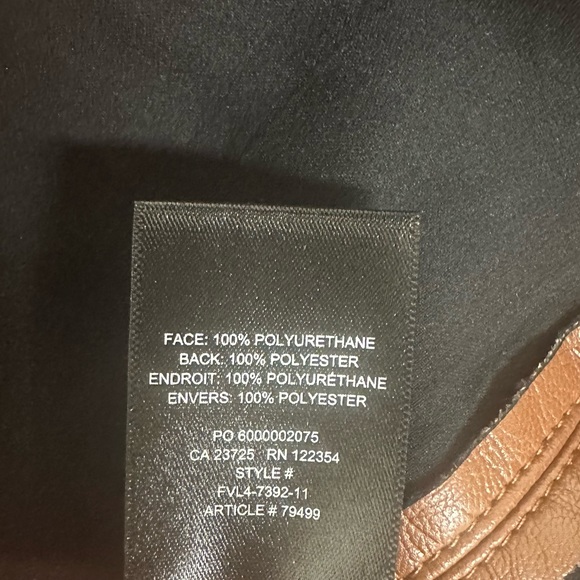 FACE: 100% POLYURETHANE
BACK: 100% POLYESTER
ENDROIT: 100% POLYURÉTHANE
ENVERS: 100% POLYESTER
PO 6000002075
CA 23725 RN 122354
STYLE #
FVL4-7392-11
ARTICLE # 79499